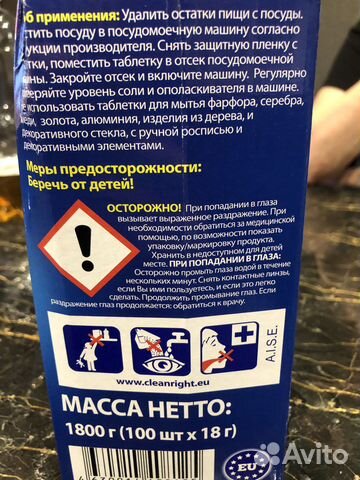 об применения: Удалить остатки пищи с посуды.
стить посуду в посудомоечную машину согласно
рукции производителя. Снять защитную пленку с
тки, поместить таблетку в отсек посудомоечной
ины. Закройте отсек и включите машину. Регулярно
еряйте уровень соли и ополаскивателя в машине.
е использовать таблетки для мытья фарфора, серебра,
еди, золота, алюминия, изделия из дерева, и
декоративного стекла, с ручной росписью и
декоративными элементами.
Меры предосторожности:
Беречь от детей!
ОСТОРОЖНО! При попадании в глаза
вызывает выраженное раздражение. При
необходимости обратиться за медицинской
помощью, по возможности показать
упаковку/маркировку продукта.
Хранить в недоступном для детей
месте. ПРИ ПОПАДАНИИ В ГЛАЗА:
Осторожно промыть глаза водой в течение
нескольких минут. Снять контактные линзы,
если Вы ими пользуетесь, и если это легко
сделать. Продолжить промывание глаз. Если
раздражение глаз продолжается: обратиться к врачу.
www.cleanright.eu
A.I.S.E.
МАССА НЕТТО:
1800 г (100 шт х 18 г)
EU
Avito